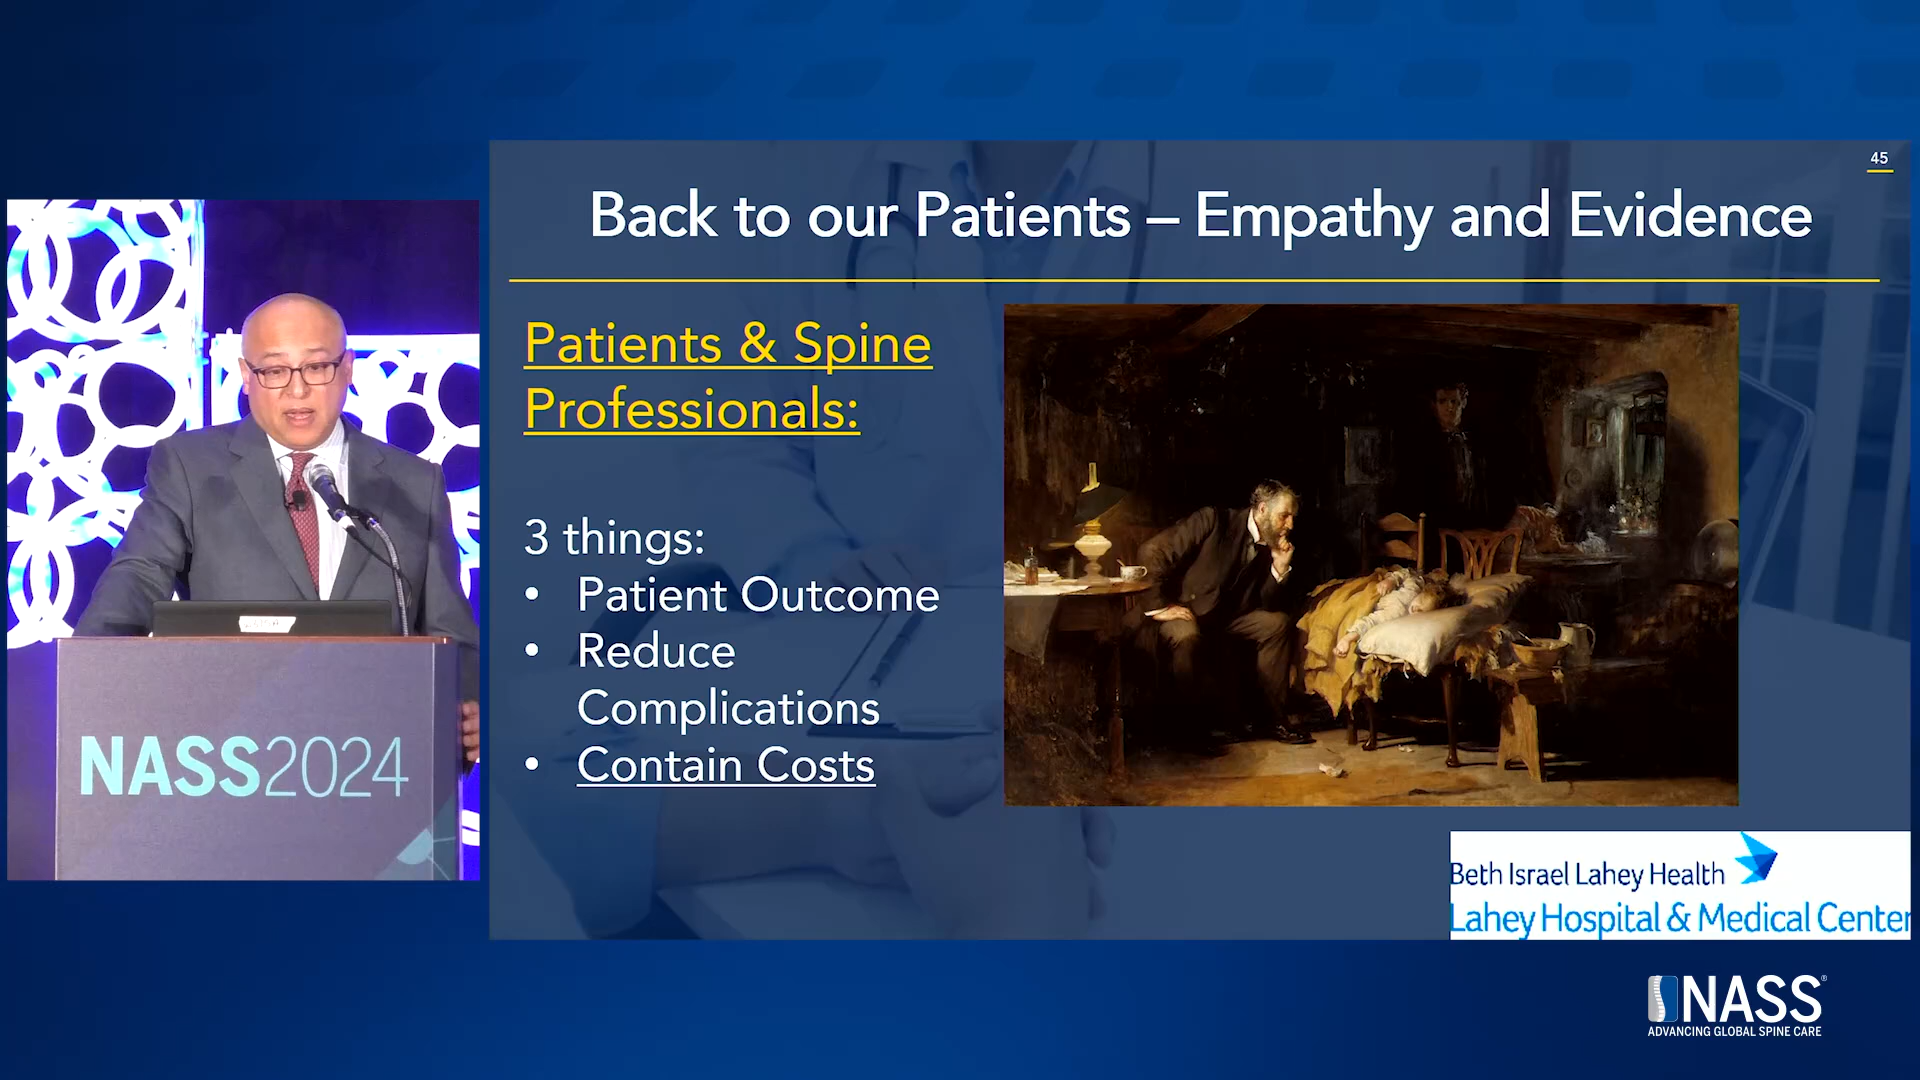 45
Back to our Patients – Empathy and Evidence
Patients & Spine
Professionals:
3 things:
• Patient Outcome
• Reduce
Complications
• Contain Costs
NASS2024
Beth Israel Lahey Health
Lahey Hospital & Medical Center
NASS®
ADVANCING GLOBAL SPINE CARE